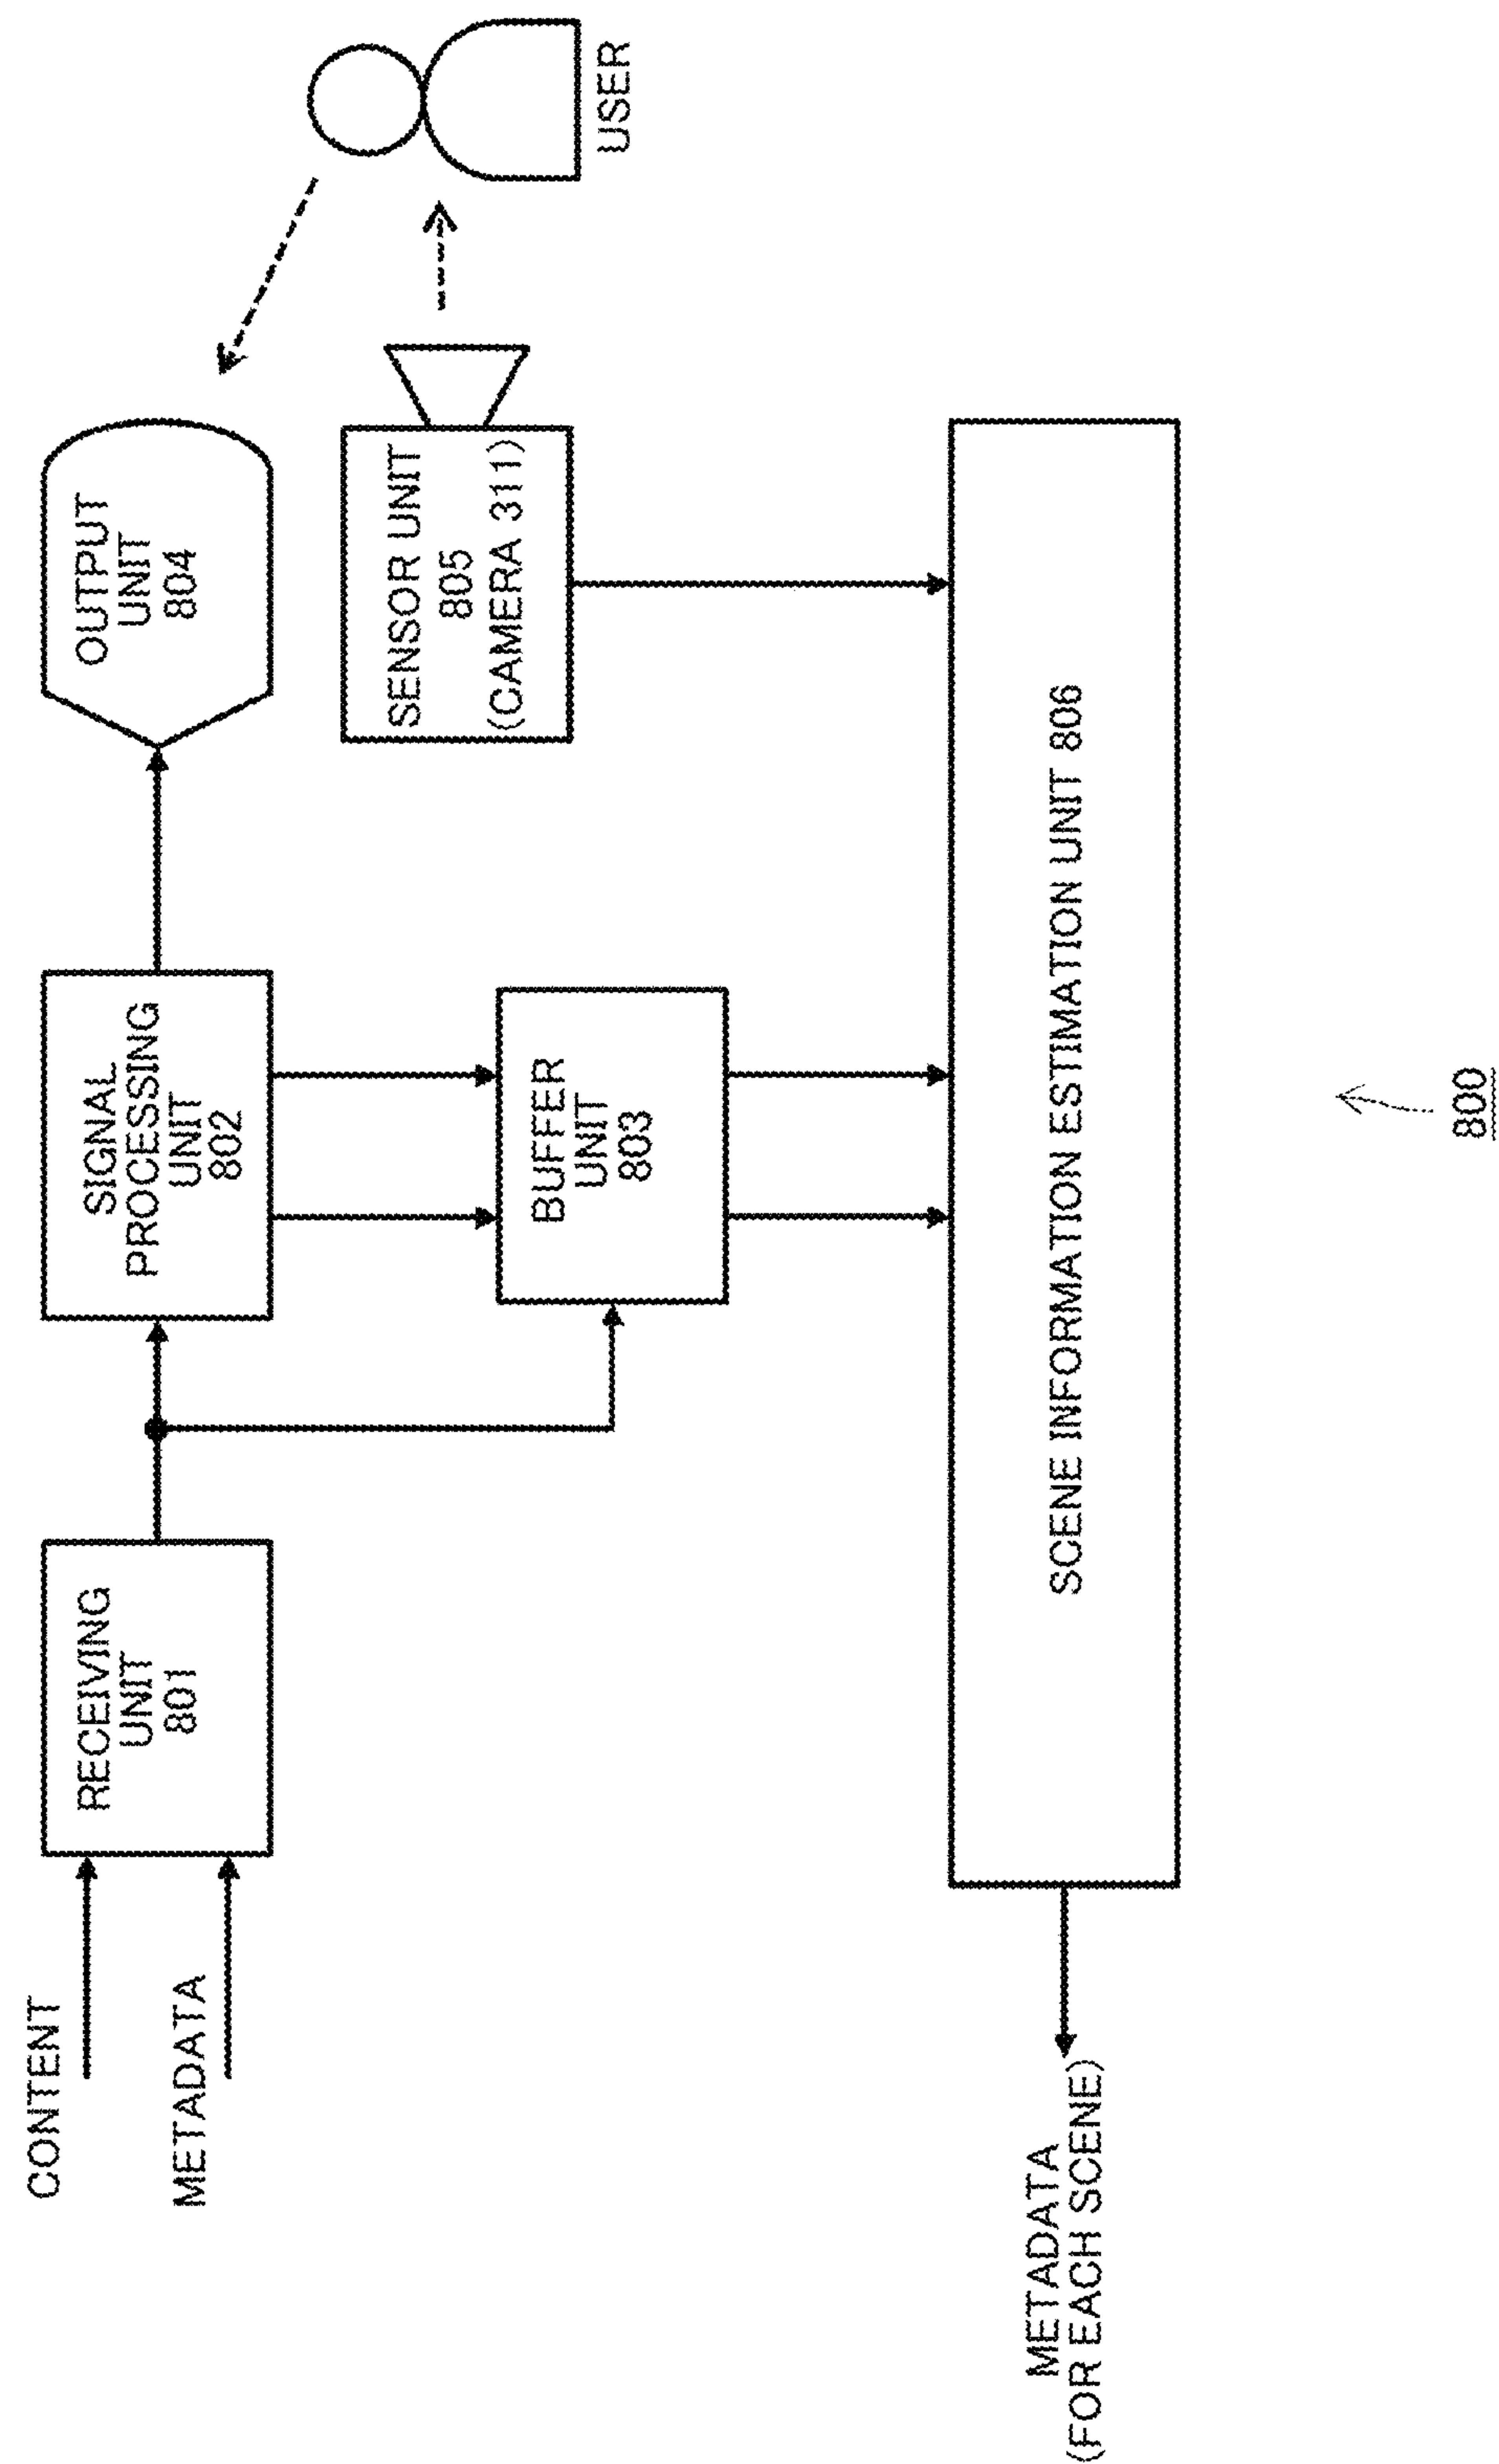 CONTENT
METADATA
RECEIVING
UNIT
801
SIGNAL
PROCESSING
UNIT
802
OUTPUT
UNIT
804
BUFFER
UNIT
803
SENSOR UNIT
805
(CAMERA 311)
USER
SCENE INFORMATION ESTIMATION UNIT 806
METADATA
(FOR EACH SCENE)
800